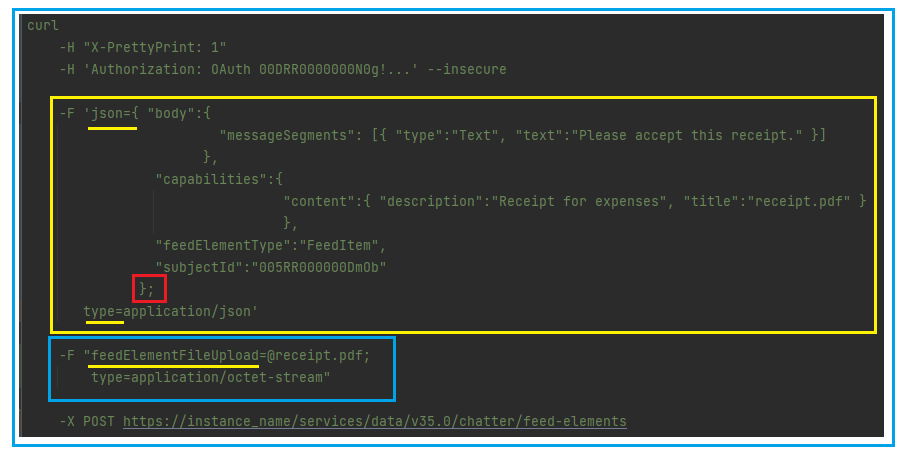 curl
-H "X-PrettyPrint: 1"
-H 'Authorization: OAuth 00DRR0000000N0g!...' --insecure
-F 'json={ "body":{
"messageSegments": [{ "type":"Text", "text":"Please accept this receipt." }]
},
"capabilities":{
"content":{ "description":"Receipt for expenses", "title":"receipt.pdf" }
},
"feedElementType":"FeedItem",
"subjectId":"005RR000000DmOb"
};
type=application/json'
-F "feedElementFileUpload=@receipt.pdf;
type=application/octet-stream"
-X POST https://instance_name/services/data/v35.0/chatter/feed-elements